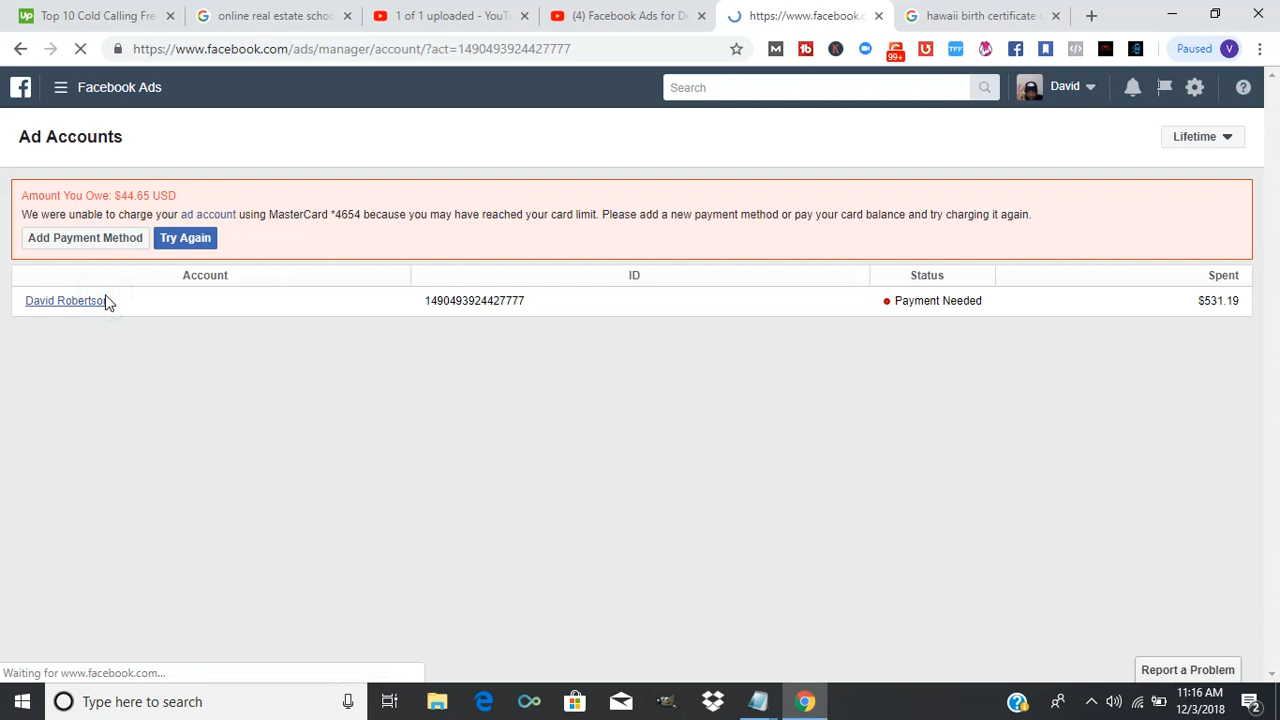 Top 10 Cold Calling Fre
online real estate schoo
1 of 1 uploaded - YouTu
(4) Facebook Ads for De
https://www.facebook.c
hawaii birth certificate c
https://www.facebook.com/ads/manager/account/?act=1490493924427777
99+
TFF
Paused V
Facebook Ads
Search
David
Ad Accounts
Lifetime
Amount You Owe: $44.65 USD
We were unable to charge your ad account using MasterCard *4654 because you may have reached your card limit. Please add a new payment method or pay your card balance and try charging it again.
Add Payment Method Try Again
Account ID Status Spent
David Robertson 1490493924427777 Payment Needed $531.19
Waiting for www.facebook.com...
Report a Problem
Type here to search
11:16 AM
12/3/2018
2